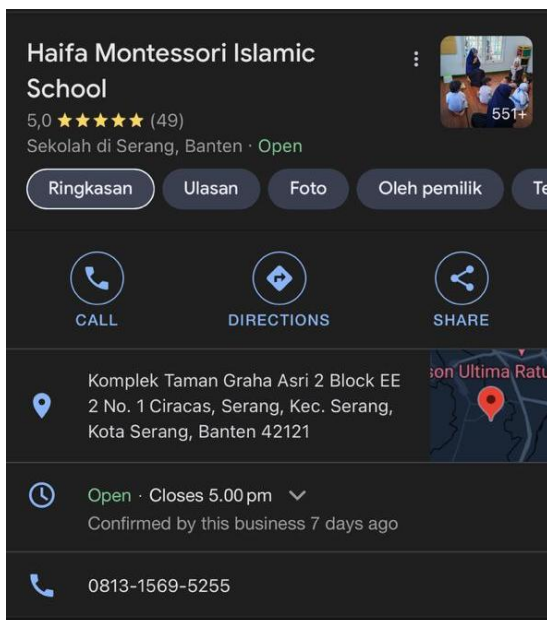 Haifa Montessori Islamic
School
551+
5,0 ★★★★★ (49)
Sekolah di Serang, Banten · Open
Ringkasan Ulasan Foto Oleh pemilik Te
CALL DIRECTIONS SHARE
son Ultima Ratu
Komplek Taman Graha Asri 2 Block EE
2 No. 1 Ciracas, Serang, Kec. Serang,
Kota Serang, Banten 42121
Open · Closes 5.00 pm
Confirmed by this business 7 days ago
0813-1569-5255